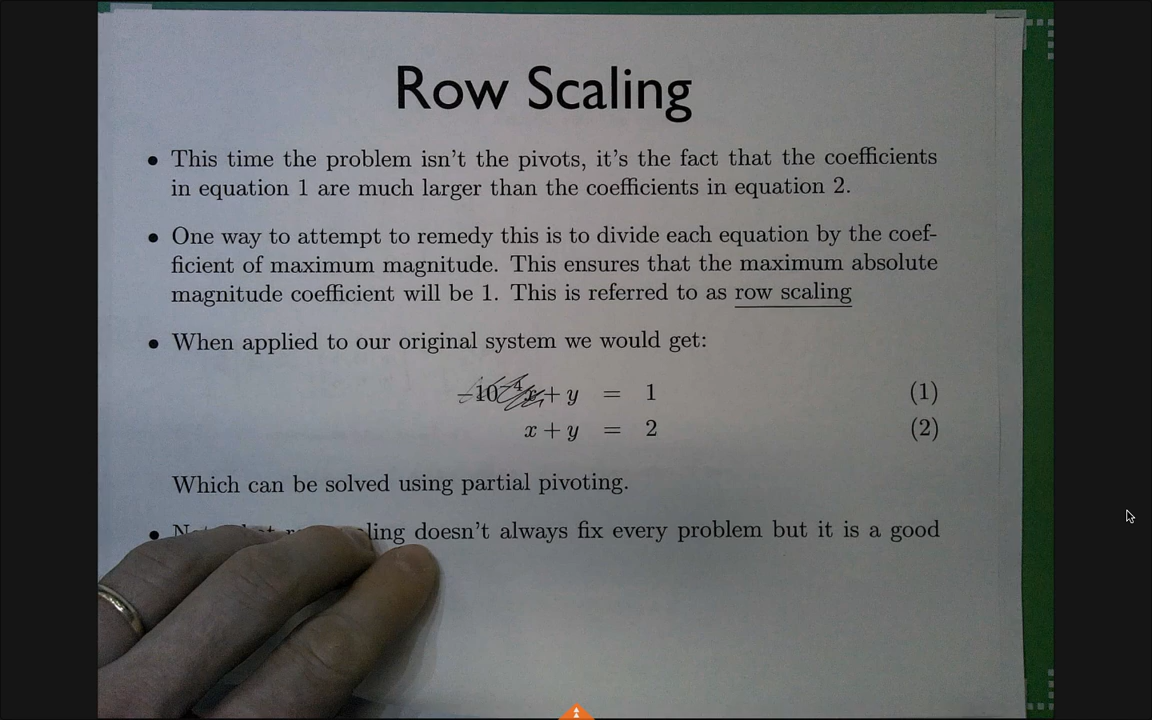 Row Scaling
• This time the problem isn't the pivots, it's the fact that the coefficients
in equation 1 are much larger than the coefficients in equation 2.
• One way to attempt to remedy this is to divide each equation by the coef-
ficient of maximum magnitude. This ensures that the maximum absolute
magnitude coefficient will be 1. This is referred to as row scaling
• When applied to our original system we would get:
−10⁻⁴x + y = 1 (1)
x + y = 2 (2)
Which can be solved using partial pivoting.
• doesn't always fix every problem but it is a good